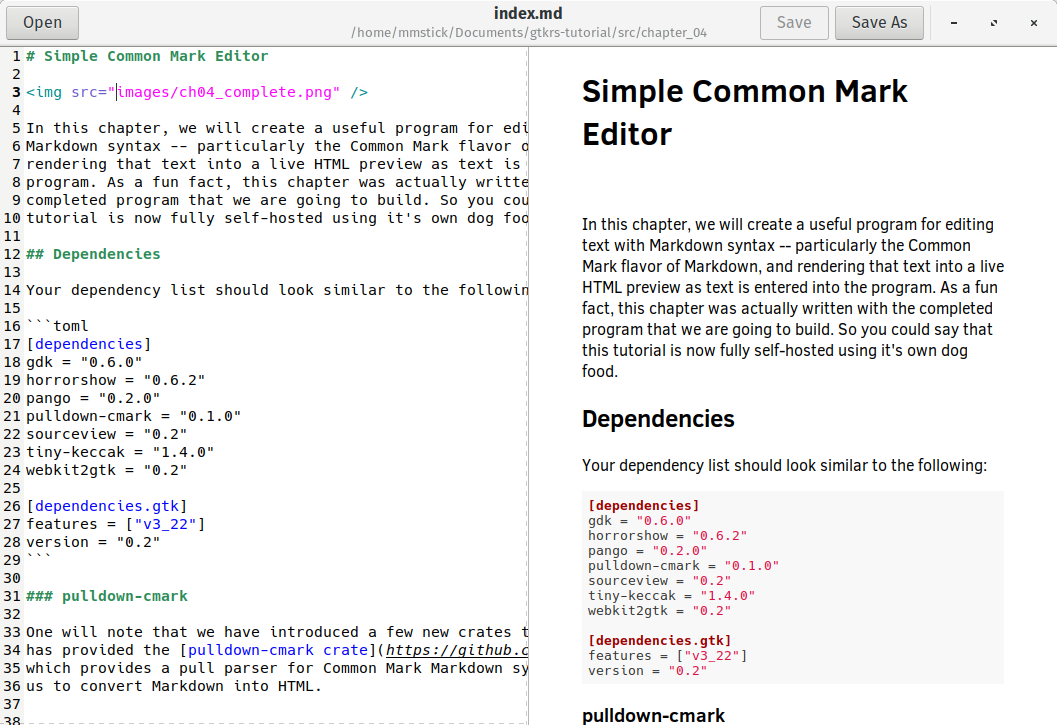 Open
index.md
/home/mmstick/Documents/gtkrs-tutorial/src/chapter_04
Save
Save As
1 # Simple Common Mark Editor
2
3 <img src="images/ch04_complete.png" />
4
5 In this chapter, we will create a useful program for edi
6 Markdown syntax -- particularly the Common Mark flavor o
7 rendering that text into a live HTML preview as text is
8 program. As a fun fact, this chapter was actually writte
9 completed program that we are going to build. So you cou
10 tutorial is now fully self-hosted using it's own dog foo
11
12 ## Dependencies
13
14 Your dependency list should look similar to the followin
15
16 ```toml
17 [dependencies]
18 gdk = "0.6.0"
19 horrorshow = "0.6.2"
20 pango = "0.2.0"
21 pulldown-cmark = "0.1.0"
22 sourceview = "0.2"
23 tiny-keccak = "1.4.0"
24 webkit2gtk = "0.2"
25
26 [dependencies.gtk]
27 features = ["v3_22"]
28 version = "0.2"
29 ```
30
31 ### pulldown-cmark
32
33 One will note that we have introduced a few new crates t
34 has provided the [pulldown-cmark crate](https://github.c
35 which provides a pull parser for Common Mark Markdown sy
36 us to convert Markdown into HTML.
37
38
Simple Common Mark
Editor
In this chapter, we will create a useful program for editing
text with Markdown syntax -- particularly the Common
Mark flavor of Markdown, and rendering that text into a live
HTML preview as text is entered into the program. As a fun
fact, this chapter was actually written with the completed
program that we are going to build. So you could say that
this tutorial is now fully self-hosted using it's own dog
food.
Dependencies
Your dependency list should look similar to the following:
[dependencies]
gdk = "0.6.0"
horrorshow = "0.6.2"
pango = "0.2.0"
pulldown-cmark = "0.1.0"
sourceview = "0.2"
tiny-keccak = "1.4.0"
webkit2gtk = "0.2"
[dependencies.gtk]
features = ["v3_22"]
version = "0.2"
pulldown-cmark